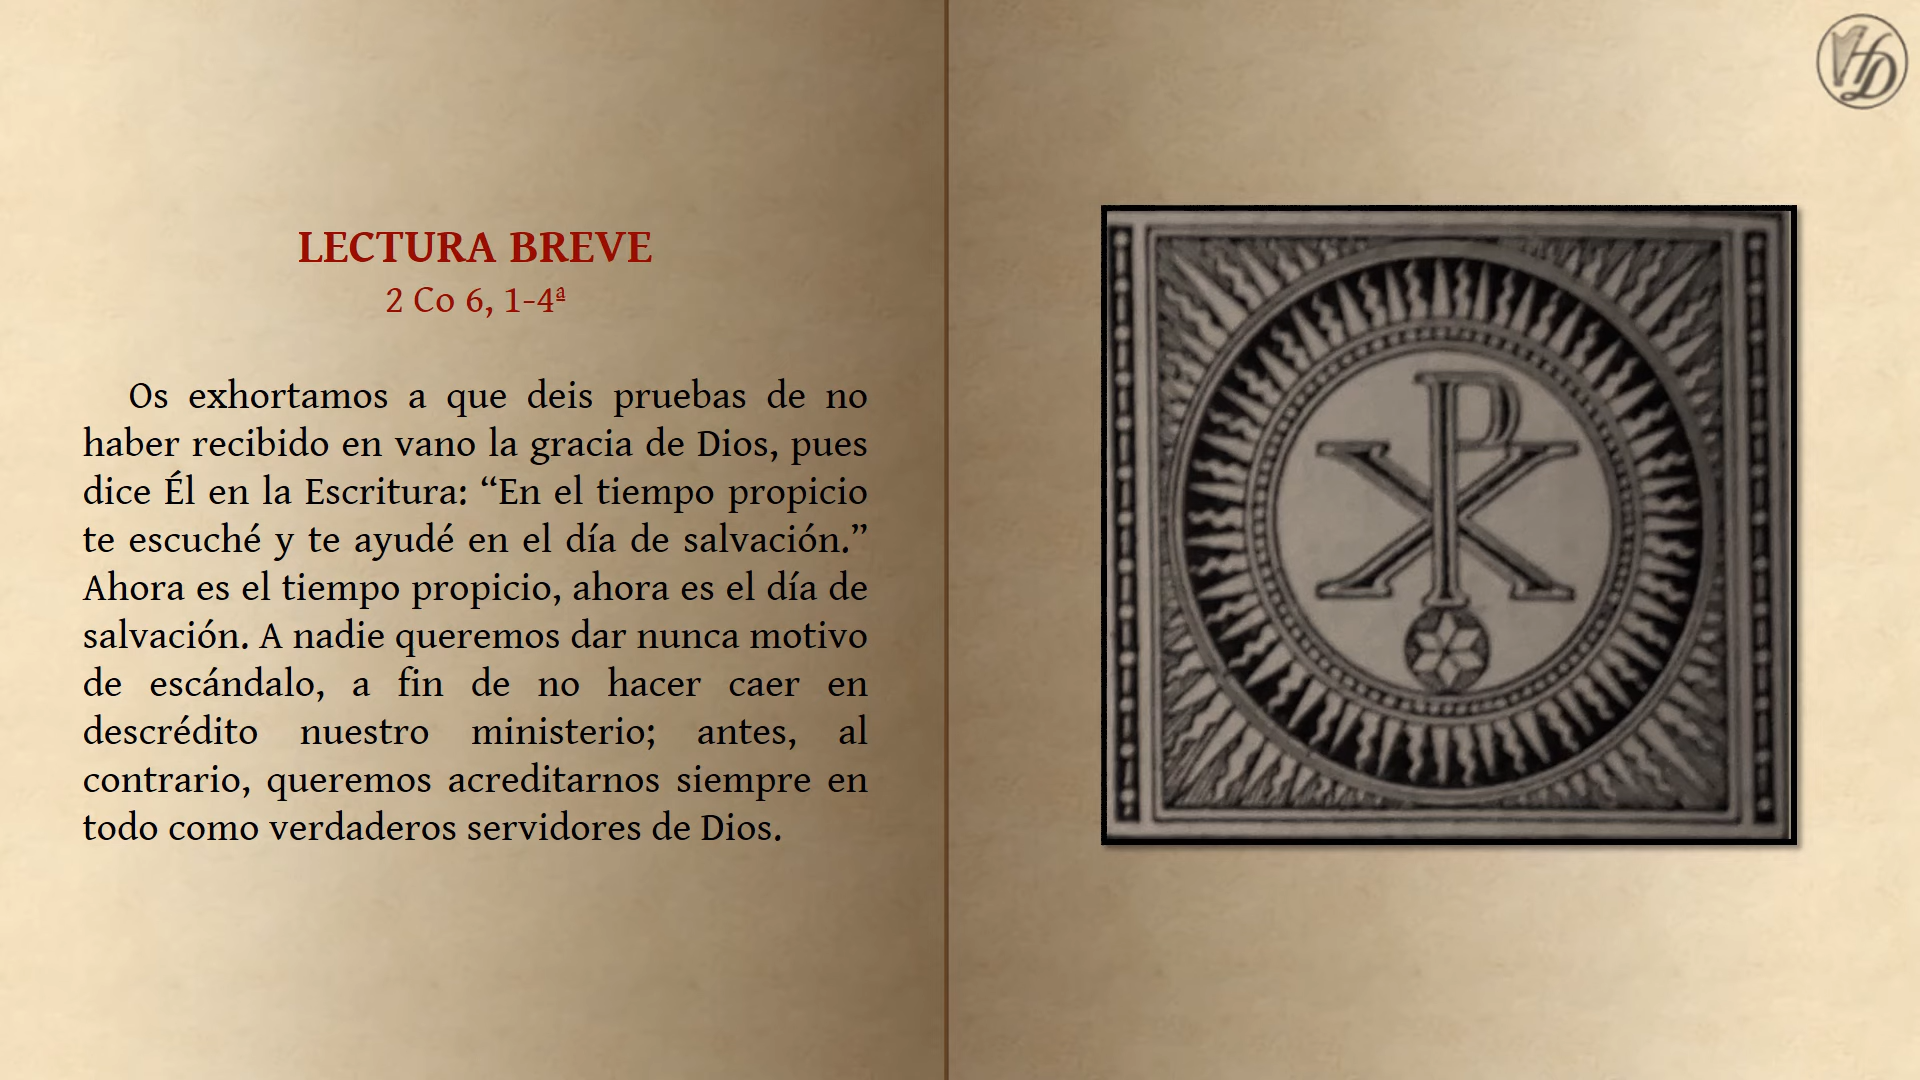 LECTURA BREVE
2 Co 6, 1-4ª
Os exhortamos a que deis pruebas de no
haber recibido en vano la gracia de Dios, pues
dice Él en la Escritura: “En el tiempo propicio
te escuché y te ayudé en el día de salvación.”
Ahora es el tiempo propicio, ahora es el día de
salvación. A nadie queremos dar nunca motivo
de escándalo, a fin de no hacer caer en
descrédito nuestro ministerio; antes, al
contrario, queremos acreditarnos siempre en
todo como verdaderos servidores de Dios.
HD